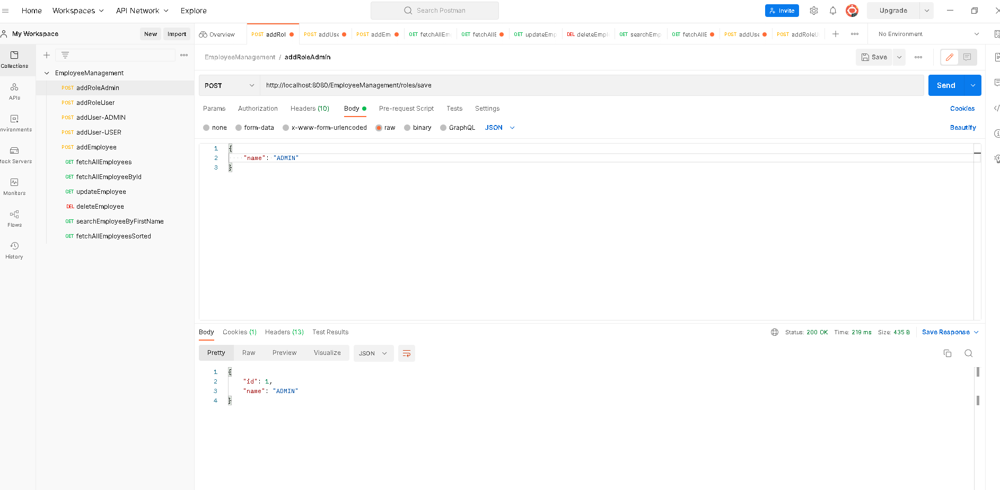 Home Workspaces API Network Explore Search Postman Invite Upgrade
My Workspace New Import Overview POST addRol POST addUse POST addEm GET fetchAllEm GET fetchAllE GET updateEmp DEL deleteEmpl GET searchEmp GET fetchAllE POST addUse POST addRoleU No Environment
EmployeeManagement / addRoleAdmin Save
Collections
EmployeeManagement
POST addRoleAdmin
POST addRoleUser
POST addUser-ADMIN
POST addUser-USER
POST addEmployee
GET fetchAllEmployees
GET fetchAllEmployeeById
GET updateEmployee
DEL deleteEmployee
GET searchEmployeeByFirstName
GET fetchAllEmployeesSorted
APIs
nvironments
Mock Servers
Monitors
Flows
History
POST http://localhost:8080/EmployeeManagement/roles/save Send
Params Authorization Headers (10) Body Pre-request Script Tests Settings Cookies
none form-data x-www-form-urlencoded raw binary GraphQL JSON Beautify
1 {
2 "name": "ADMIN"
3 }
Body Cookies (1) Headers (13) Test Results Status: 200 OK Time: 219 ms Size: 435 B Save Response
Pretty Raw Preview Visualize JSON
1 {
2 "id": 1,
3 "name": "ADMIN"
4 }